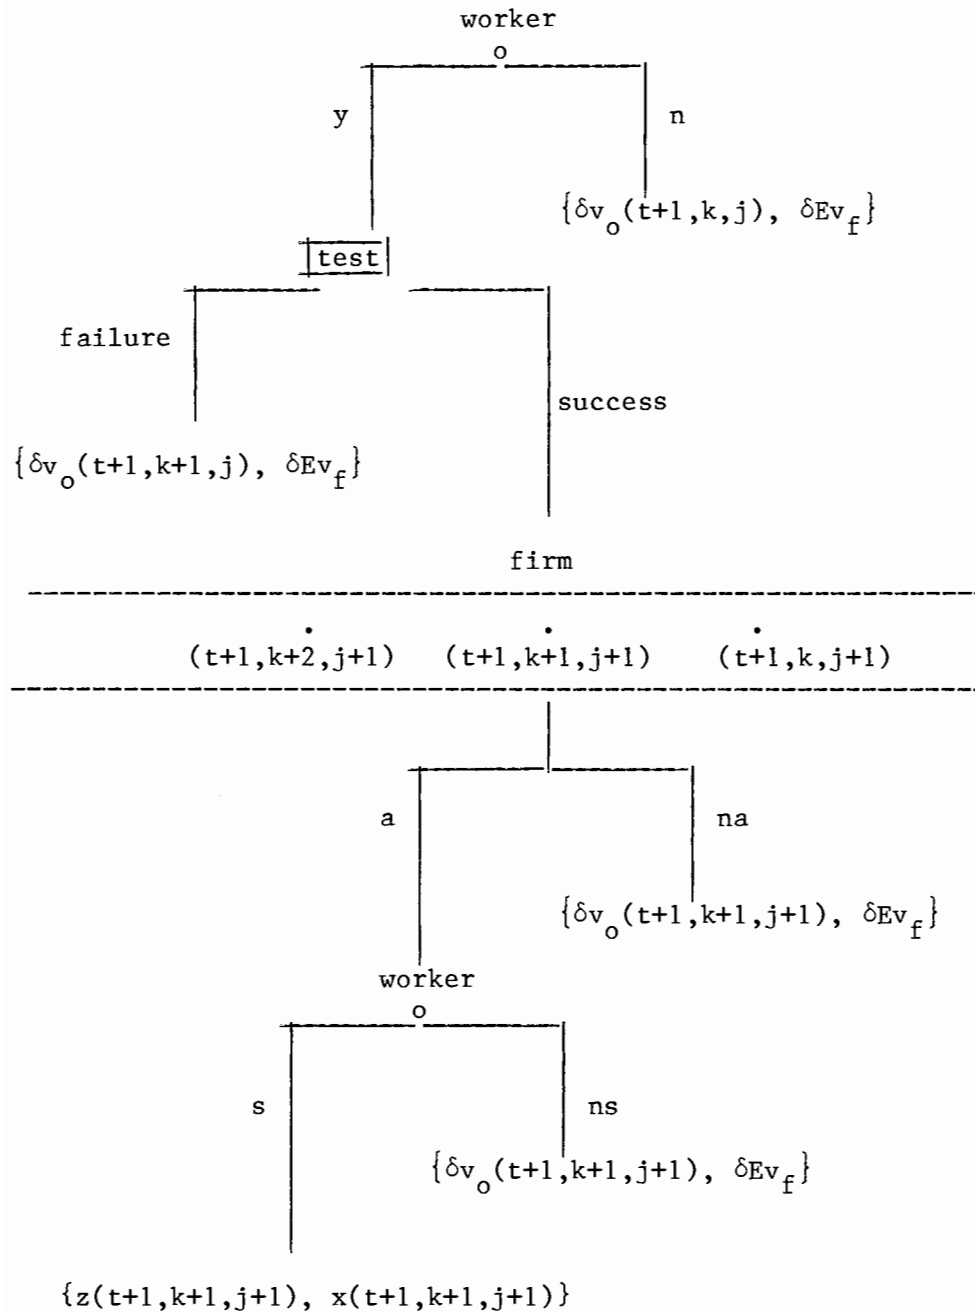 worker
o
y
n
{δv_o(t+1,k,j), δEv_f}
test
failure
success
{δv_o(t+1,k+1,j), δEv_f}
firm
(t+1,k+2,j+1) (t+1,k+1,j+1) (t+1,k,j+1)
a
na
{δv_o(t+1,k+1,j+1), δEv_f}
worker
o
s
ns
{δv_o(t+1,k+1,j+1), δEv_f}
{z(t+1,k+1,j+1), x(t+1,k+1,j+1)}